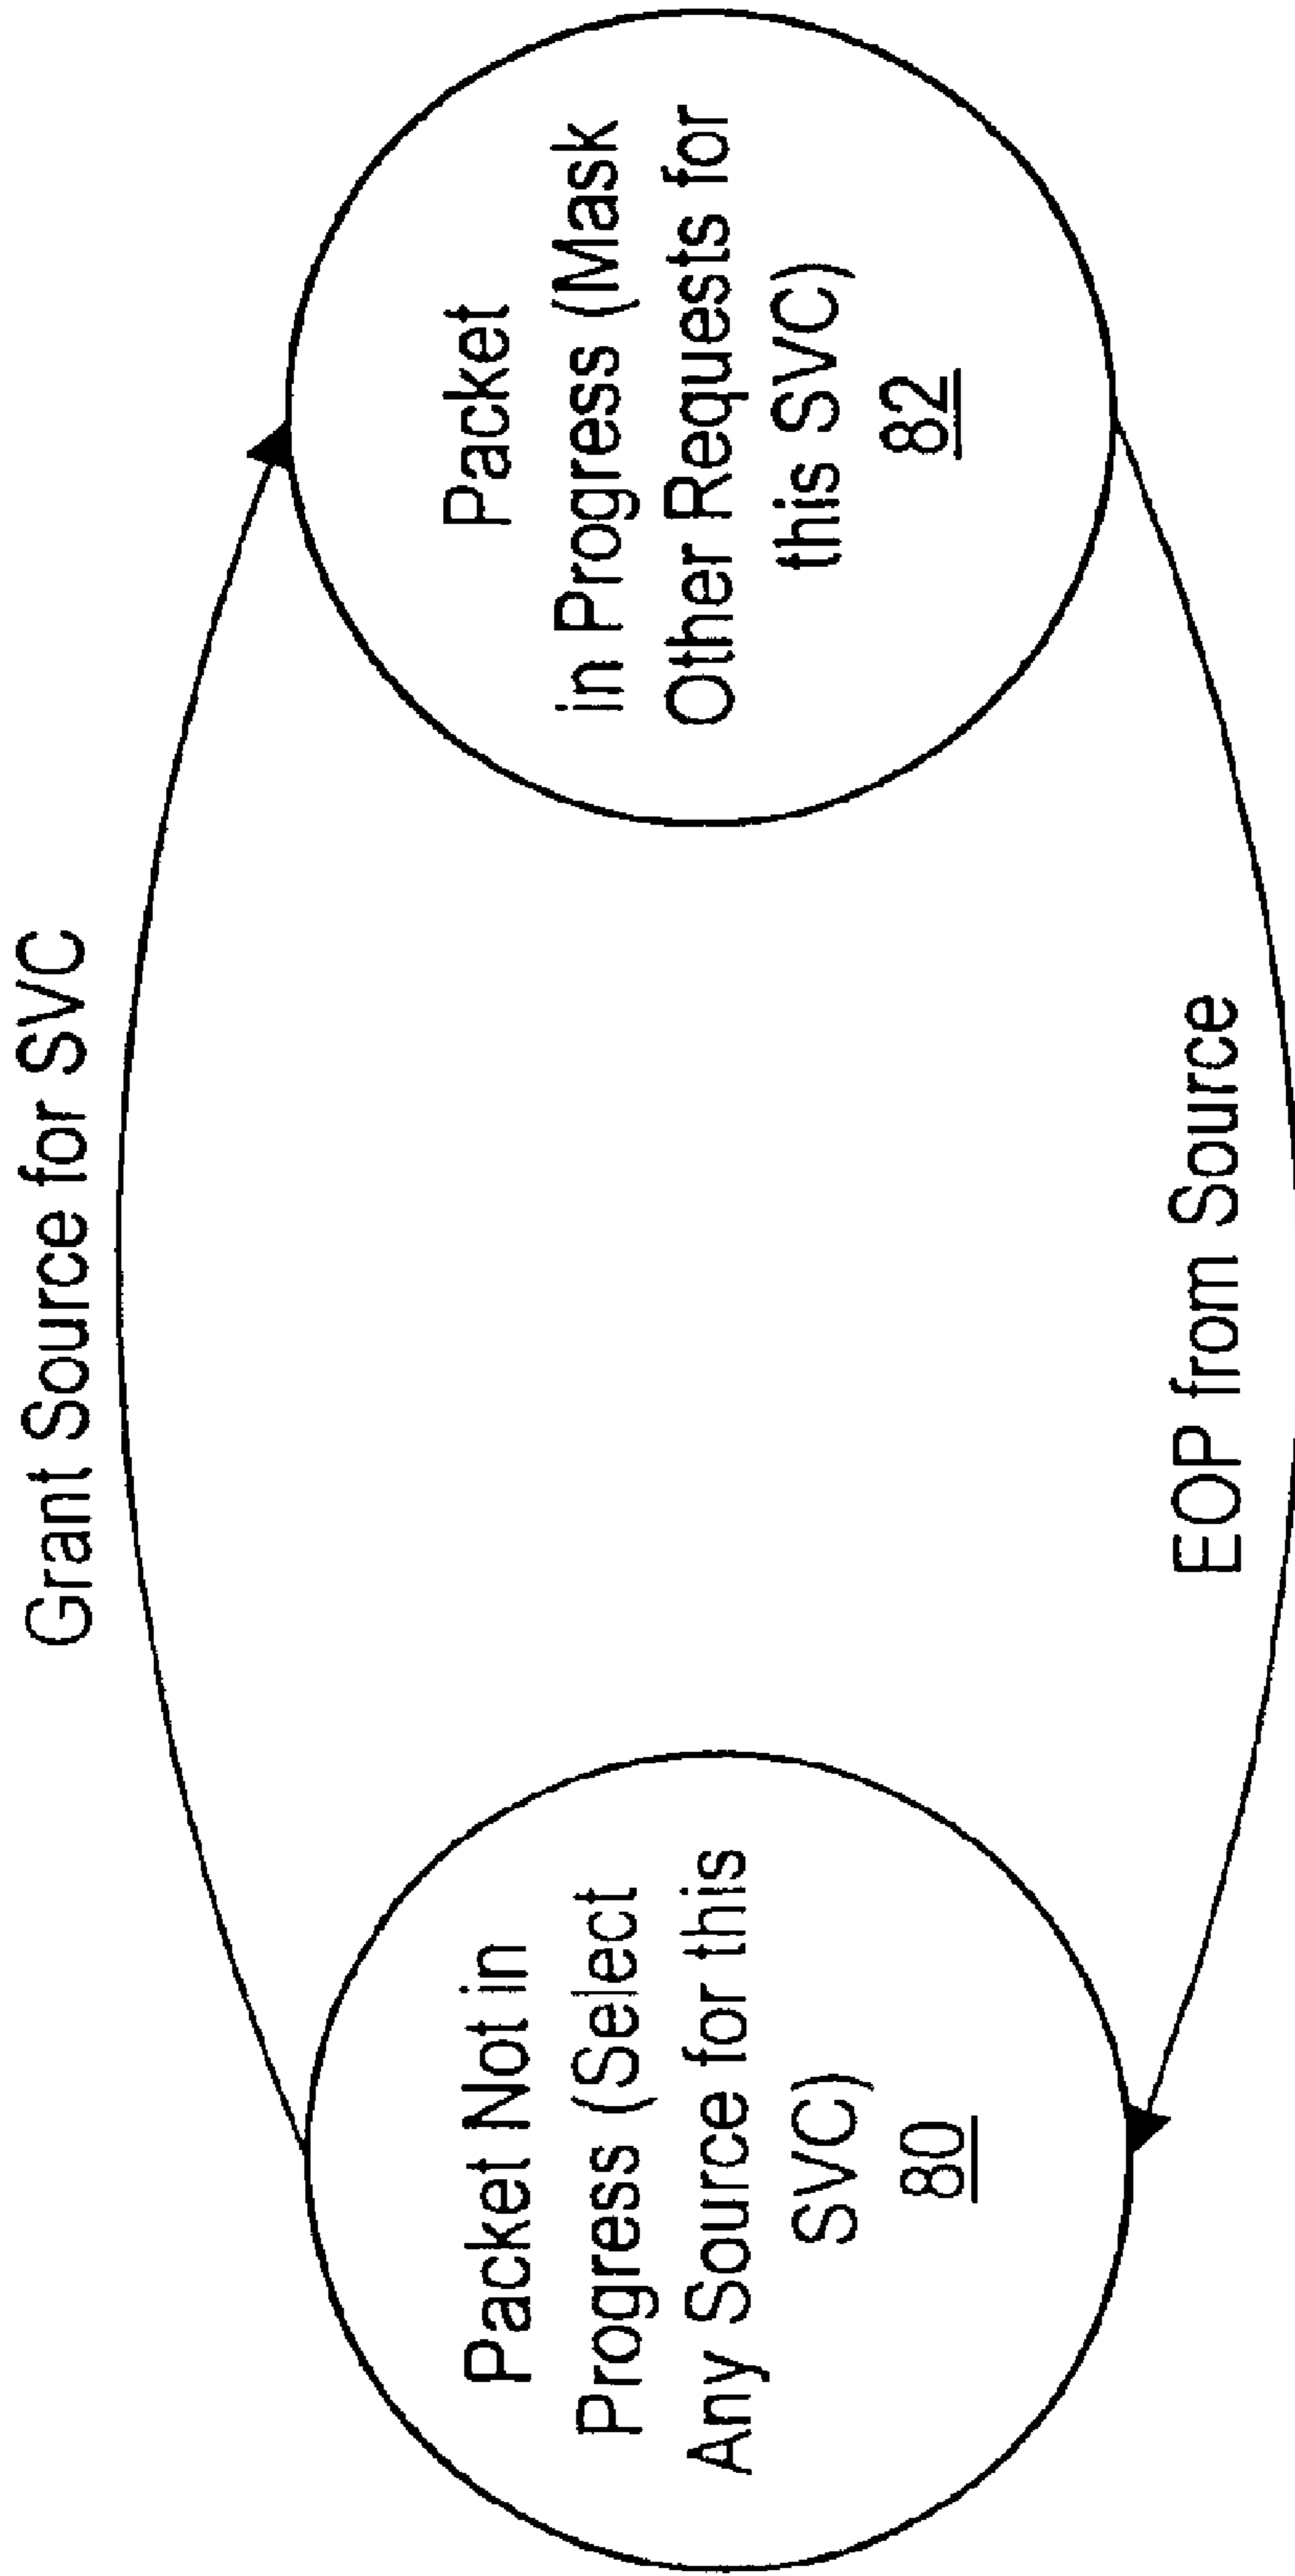 Grant Source for SVC
Packet Not in
Progress (Select
Any Source for this
SVC)
80
Packet
in Progress (Mask
Other Requests for
this SVC)
82
EOP from Source